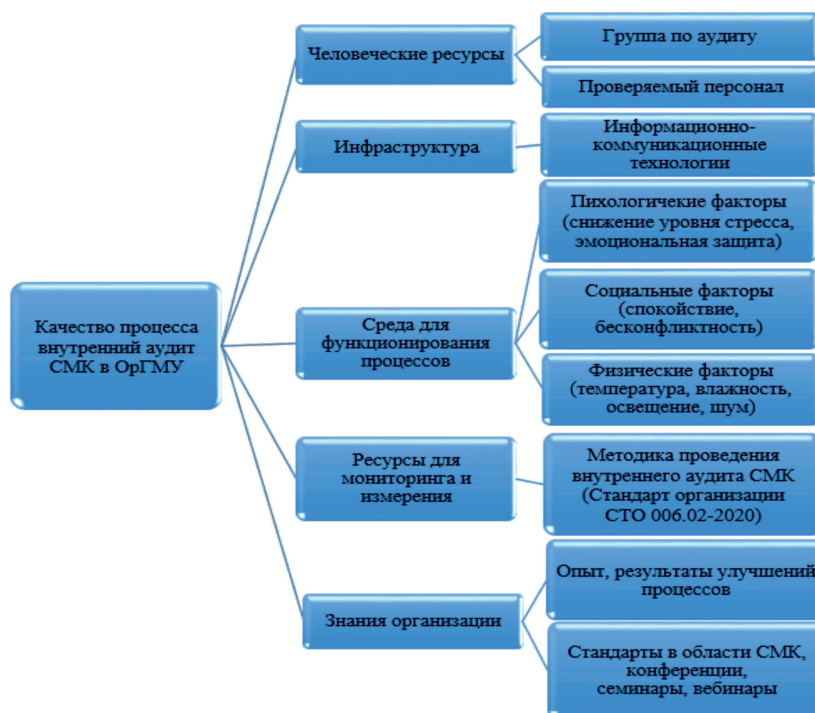 Человеческие ресурсы
Группа по аудиту
Проверяемый персонал
Инфраструктура
Информационно-
коммуникационные
технологии
Качество процесса
внутренний аудит
СМК в ОрГМУ
Среда для
функционирования
процессов
Пихологичекие факторы
(снижение уровня стресса,
эмоциональная защита)
Социальные факторы
(спокойствие,
бесконфликтность)
Физические факторы
(температура, влажность,
освещение, шум)
Ресурсы для
мониторинга и
измерения
Методика проведения
внутреннего аудита СМК
(Стандарт организации
СТО 006.02-2020)
Знания организации
Опыт, результаты улучшений
процессов
Стандарты в области СМК,
конференции,
семинары, вебинары